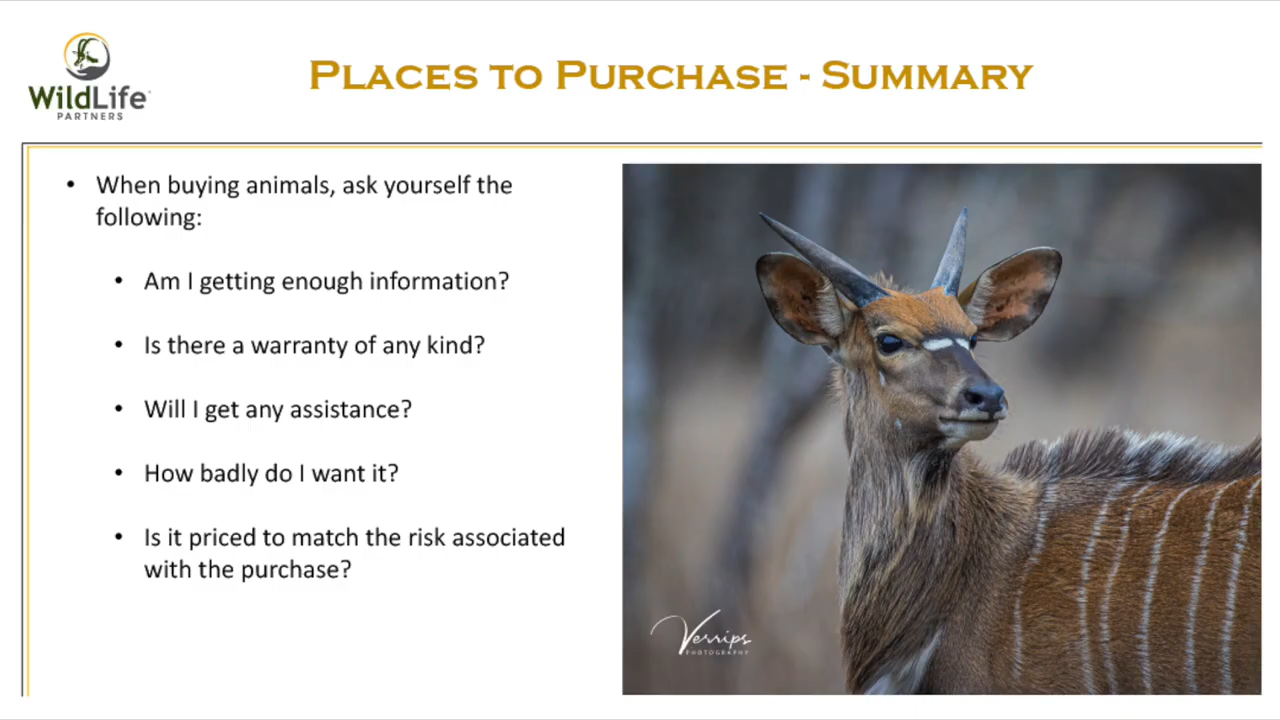 WildLife
PARTNERS
PLACES TO PURCHASE - SUMMARY
• When buying animals, ask yourself the
following:
• Am I getting enough information?
• Is there a warranty of any kind?
• Will I get any assistance?
• How badly do I want it?
• Is it priced to match the risk associated
with the purchase?
Verrips
PHOTOGRAPHY